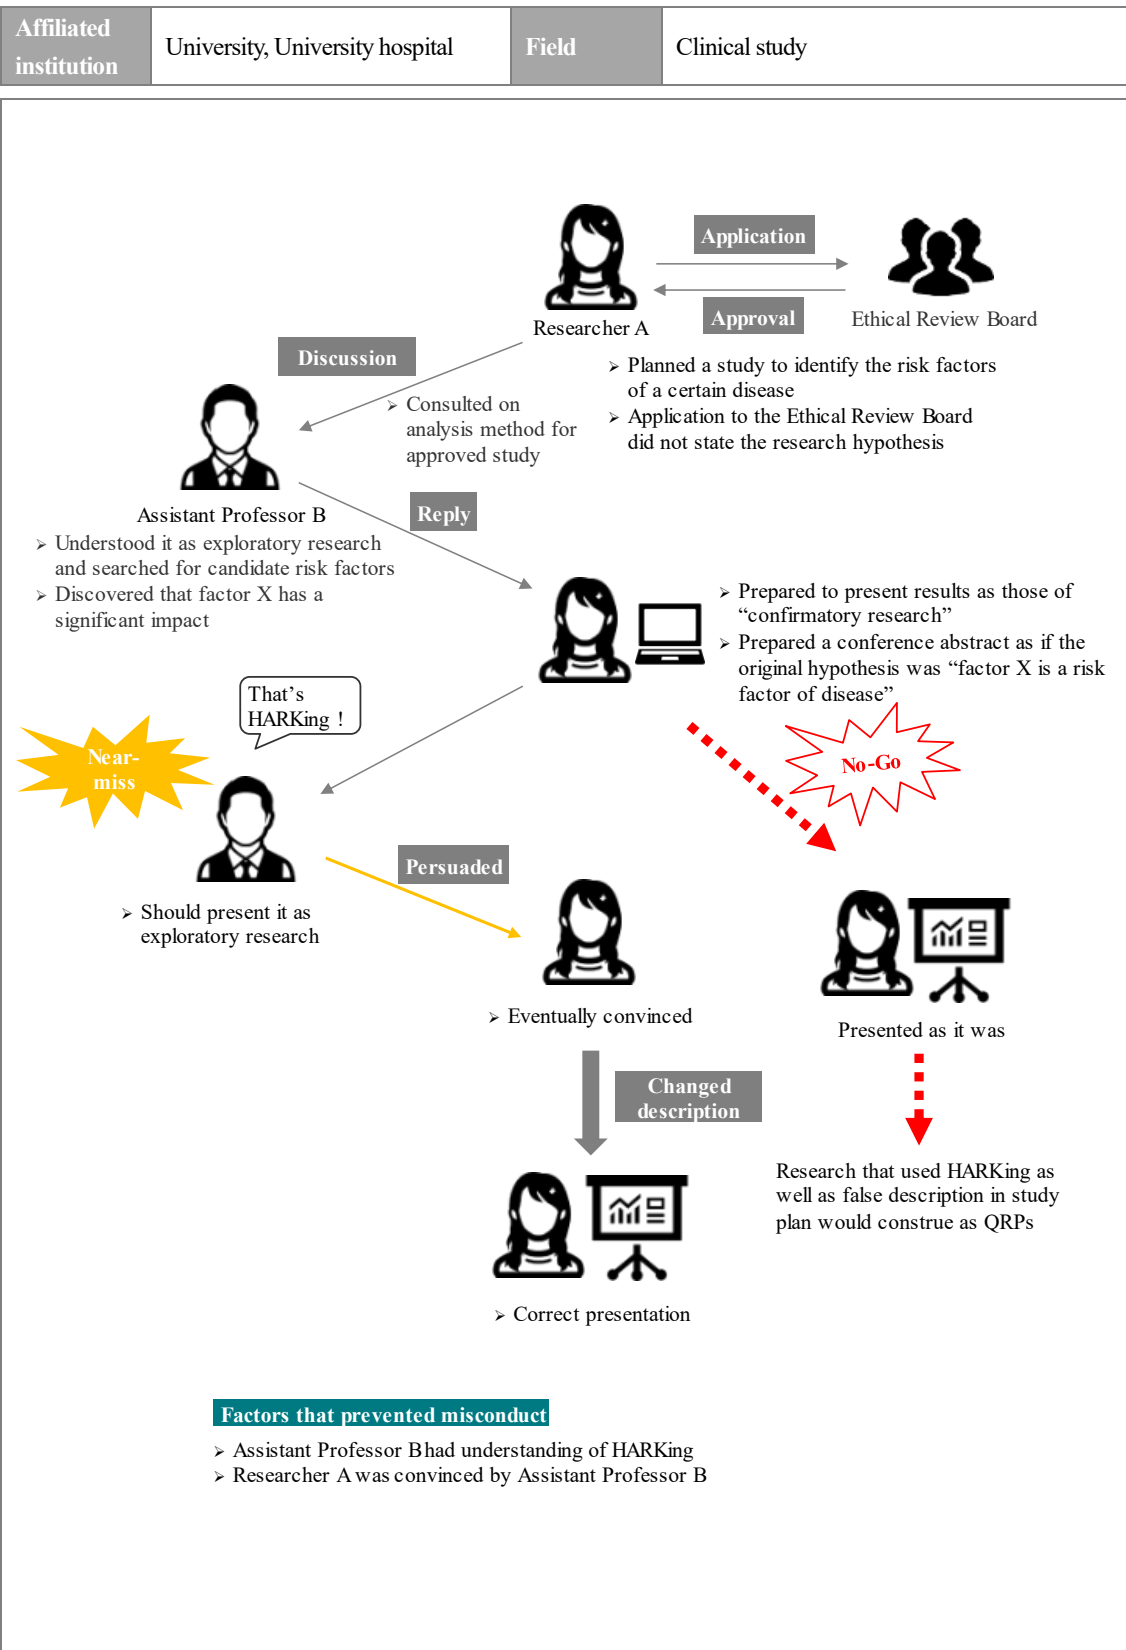 Affiliated
institution
University, University hospital
Field
Clinical study
Application
Approval
Researcher A
Ethical Review Board
Discussion
➢ Planned a study to identify the risk factors
of a certain disease
➢ Application to the Ethical Review Board
did not state the research hypothesis
➢ Consulted on
analysis method for
approved study
Assistant Professor B
Reply
➢ Understood it as exploratory research
and searched for candidate risk factors
➢ Discovered that factor X has a
significant impact
➢ Prepared to present results as those of
“confirmatory research”
➢ Prepared a conference abstract as if the
original hypothesis was “factor X is a risk
factor of disease”
That’s
HARKing !
Near-
miss
No-Go
Persuaded
➢ Should present it as
exploratory research
➢ Eventually convinced
Presented as it was
Changed
description
Research that used HARKing as
well as false description in study
plan would construe as QRPs
➢ Correct presentation
Factors that prevented misconduct
➢ Assistant Professor B had understanding of HARKing
➢ Researcher A was convinced by Assistant Professor B